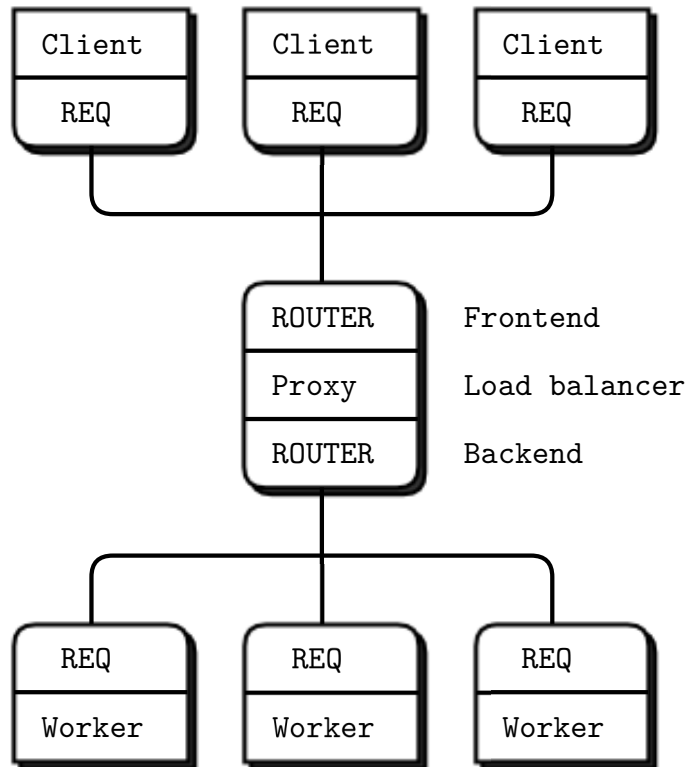 Client Client Client
REQ REQ REQ
ROUTER Frontend
Proxy Load balancer
ROUTER Backend
REQ REQ REQ
Worker Worker Worker